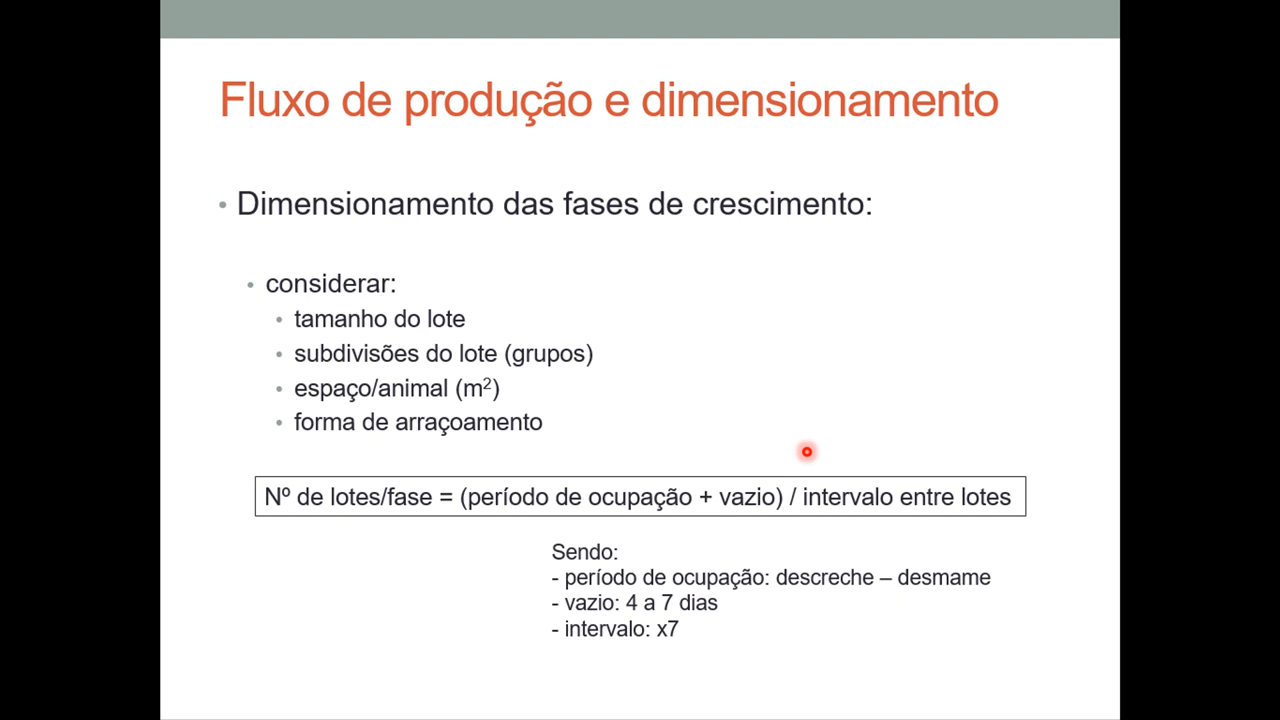 Fluxo de produção e dimensionamento
• Dimensionamento das fases de crescimento:
• considerar:
• tamanho do lote
• subdivisões do lote (grupos)
• espaço/animal (m²)
• forma de arraçoamento
Nº de lotes/fase = (período de ocupação + vazio) / intervalo entre lotes
Sendo:
- período de ocupação: descreche – desmame
- vazio: 4 a 7 dias
- intervalo: x7